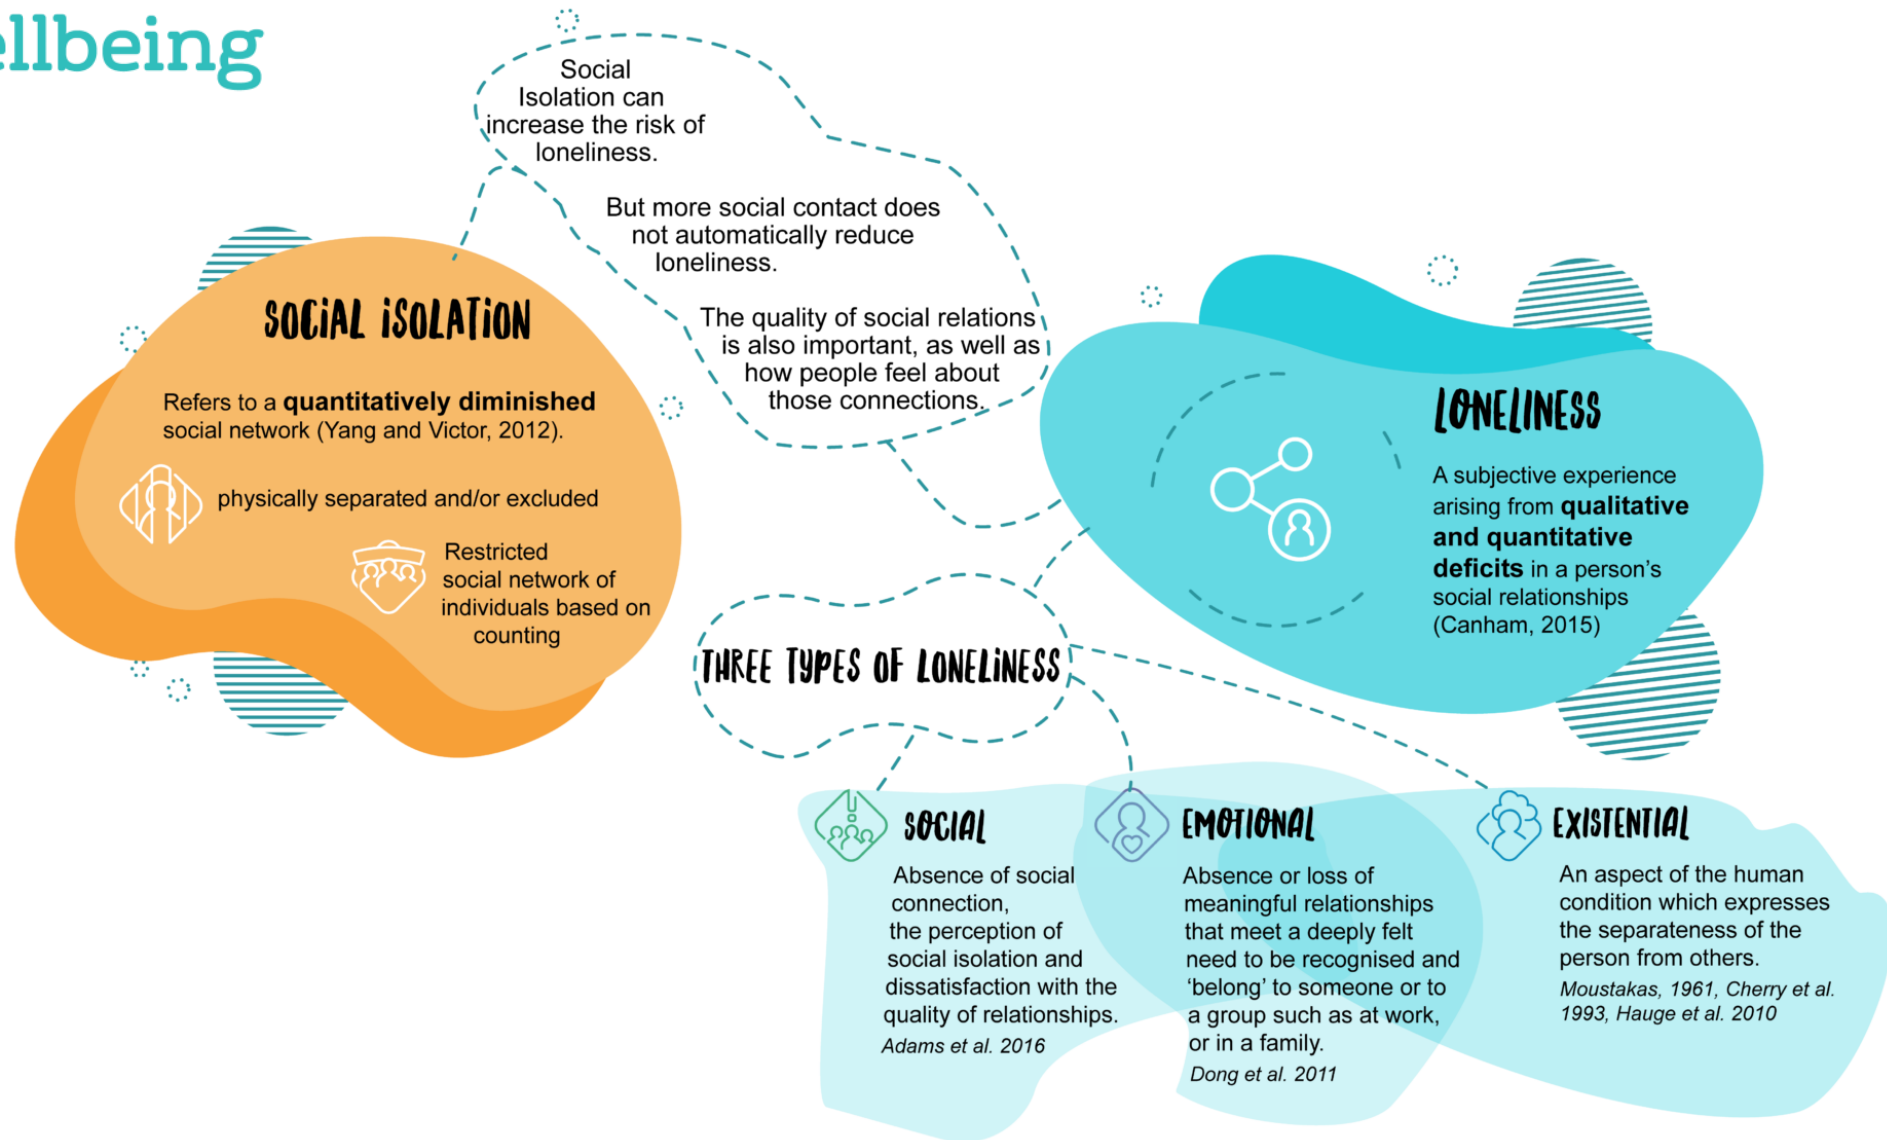 ellbeing
Social
Isolation can
increase the risk of
loneliness.
But more social contact does
not automatically reduce
loneliness.
The quality of social relations
is also important, as well as
how people feel about
those connections.
SOCIAL ISOLATION
Refers to a quantitatively diminished
social network (Yang and Victor, 2012).
physically separated and/or excluded
Restricted
social network of
individuals based on
counting
LONELINESS
A subjective experience
arising from qualitative
and quantitative
deficits in a person's
social relationships
(Canham, 2015)
THREE TYPES OF LONELINESS
SOCIAL
Absence of social
connection,
the perception of
social isolation and
dissatisfaction with the
quality of relationships.
Adams et al. 2016
EMOTIONAL
Absence or loss of
meaningful relationships
that meet a deeply felt
need to be recognised and
‘belong’ to someone or to
a group such as at work,
or in a family.
Dong et al. 2011
EXISTENTIAL
An aspect of the human
condition which expresses
the separateness of the
person from others.
Moustakas, 1961, Cherry et al.
1993, Hauge et al. 2010